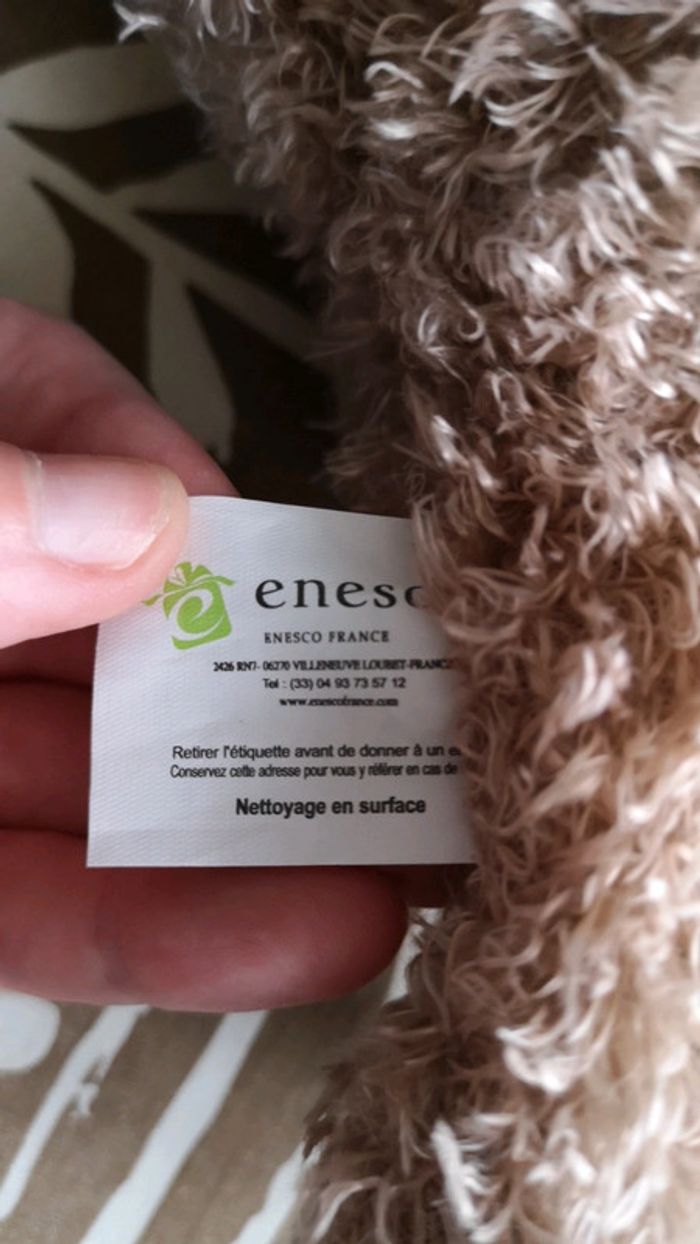 enesc
ENESCO FRANCE
2426 RN7- 06270 VILLENEUVE LOUBET-FRANC
Tel : (33) 04 93 73 57 12
www.enescofrance.com
Retirer l'étiquette avant de donner à un
Conservez cette adresse pour vous y référer en cas de
Nettoyage en surface